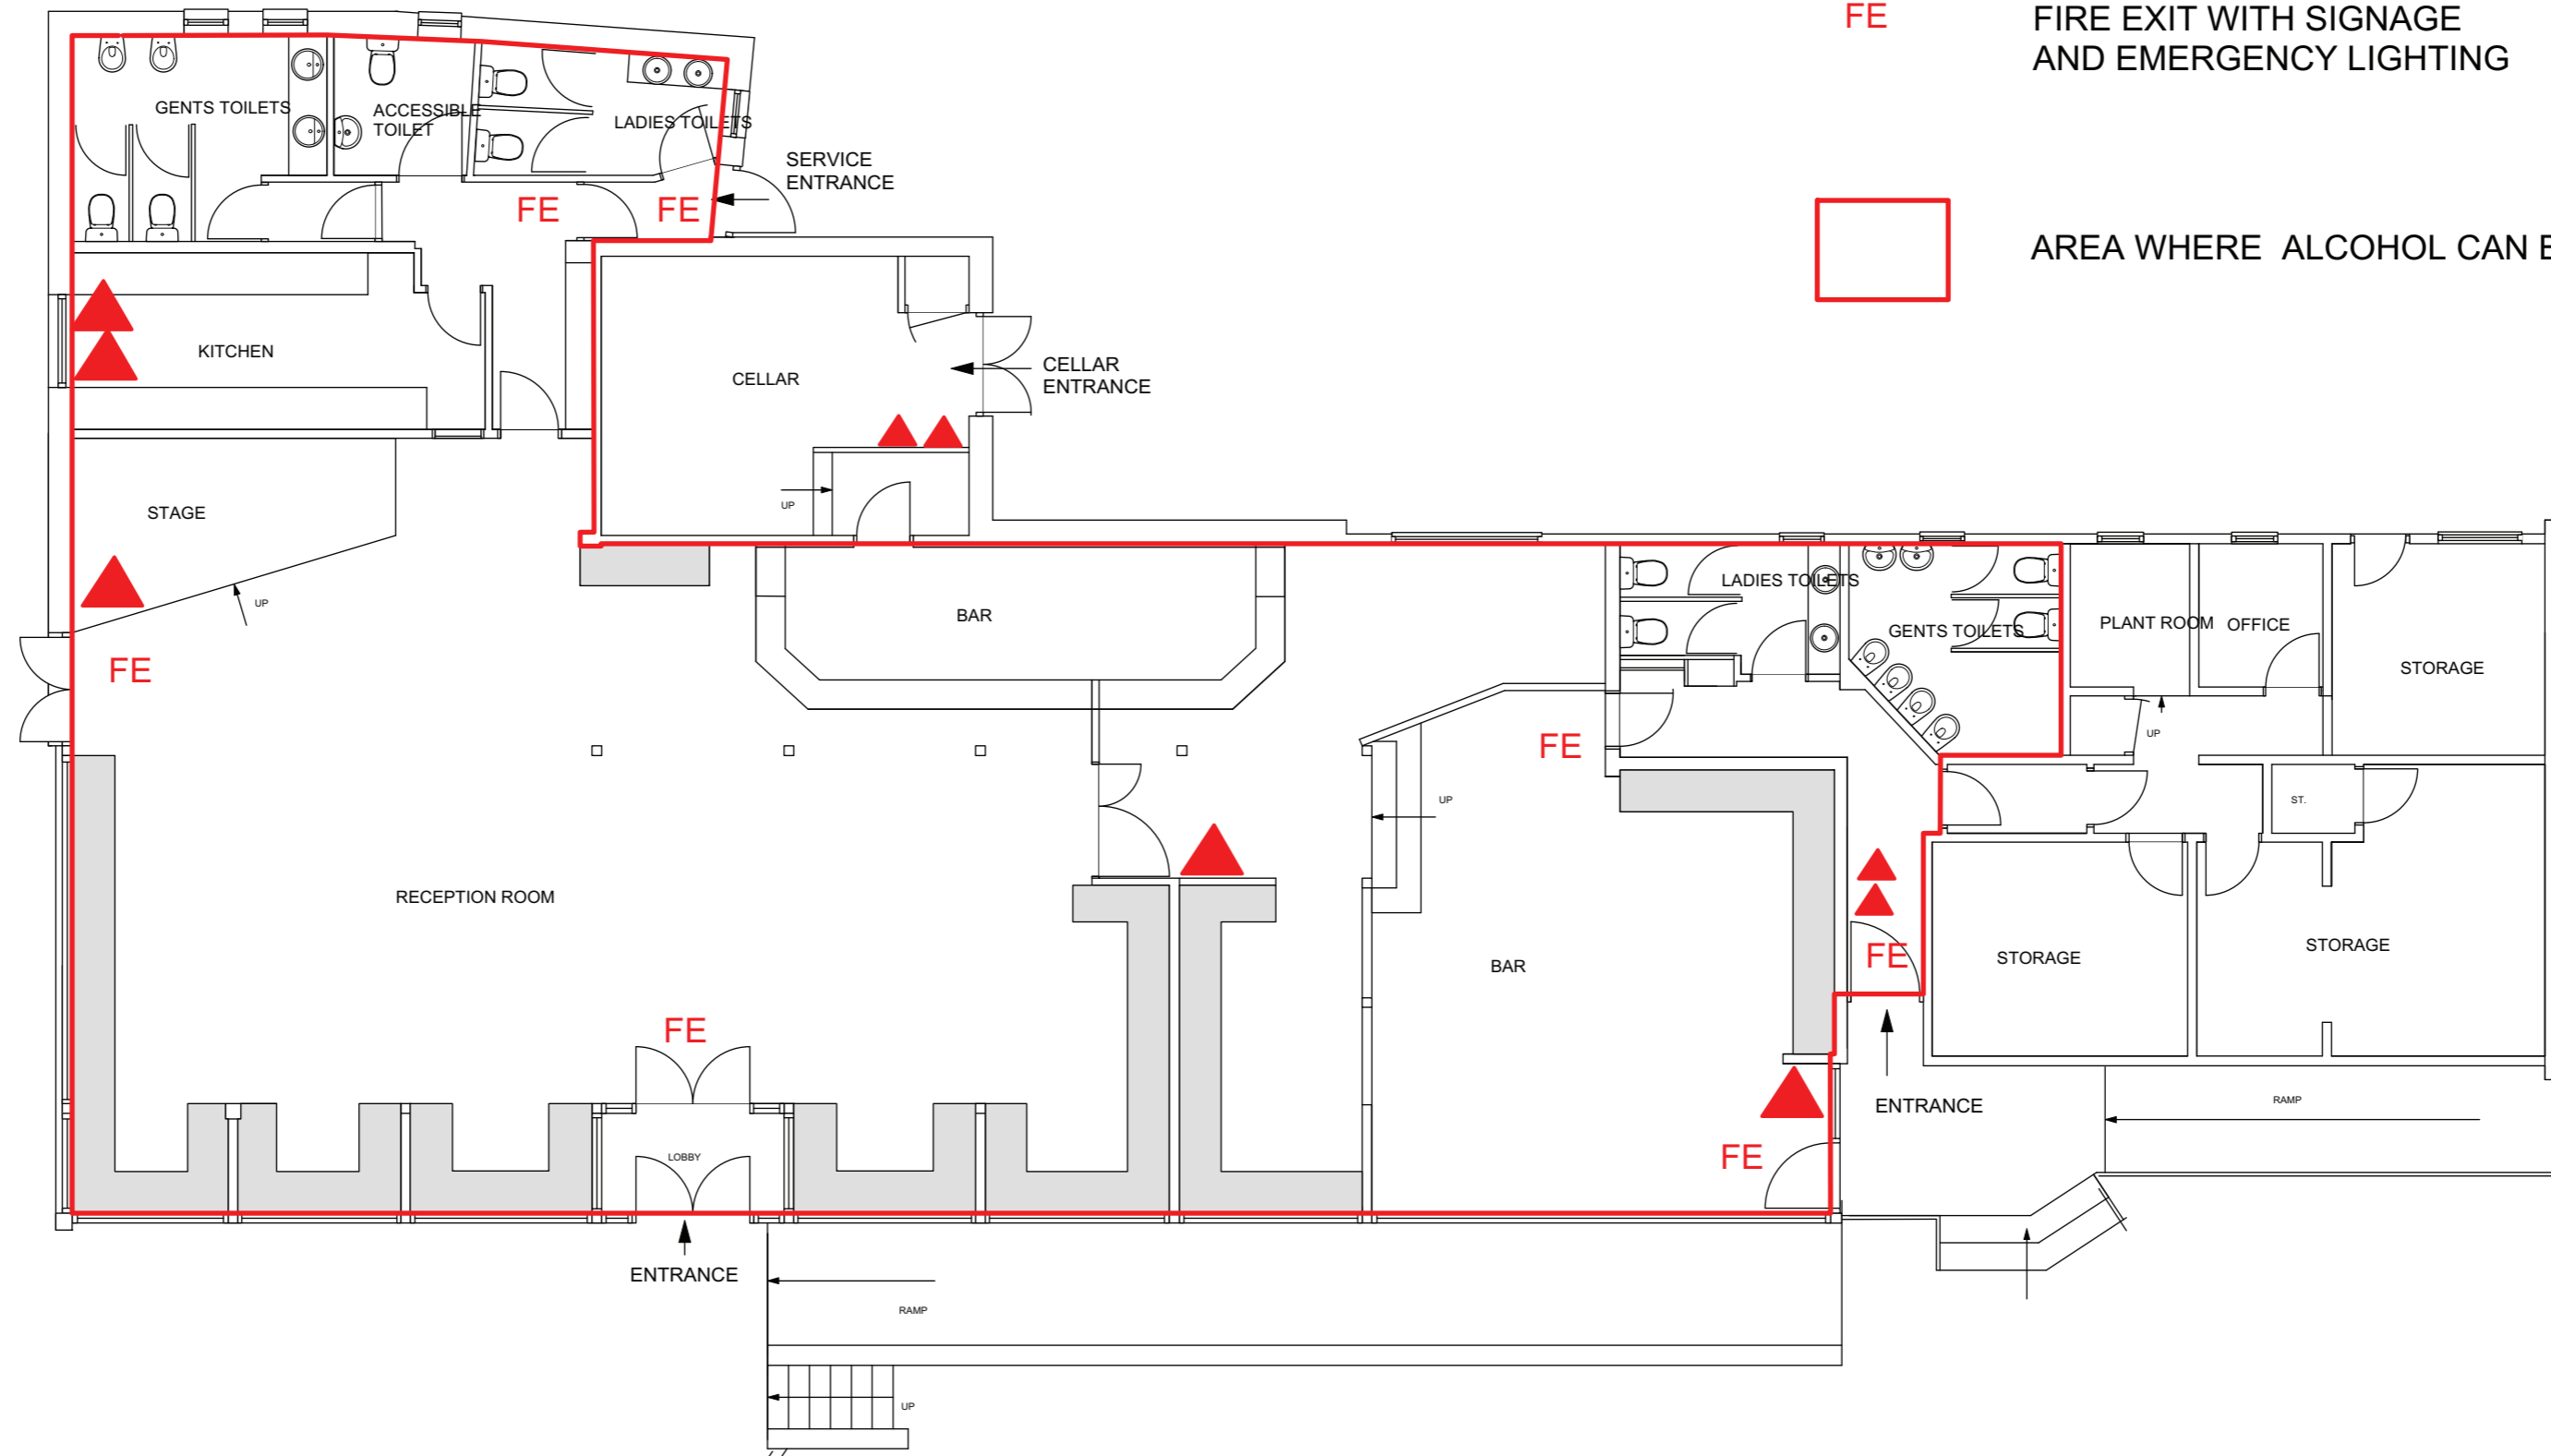 FE
FIRE EXIT WITH SIGNAGE
AND EMERGENCY LIGHTING
GENTS TOILETS
ACCESSIBLE
TOILET
LADIES TOILETS
SERVICE
ENTRANCE
FE
FE
AREA WHERE ALCOHOL CAN
KITCHEN
CELLAR
CELLAR
ENTRANCE
STAGE
UP
UP
BAR
LADIES TOILETS
GENTS TOILETS
PLANT ROOM
OFFICE
STORAGE
FE
FE
UP
UP
ST.
RECEPTION ROOM
BAR
FE
STORAGE
STORAGE
FE
LOBBY
FE
ENTRANCE
RAMP
ENTRANCE
RAMP
UP